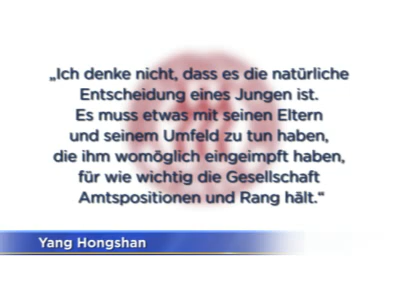 „Ich denke nicht, dass es die natürliche
Entscheidung eines Jungen ist.
Es muss etwas mit seinen Eltern
und seinem Umfeld zu tun haben,
die ihm womöglich eingeimpft haben,
für wie wichtig die Gesellschaft
Amtspositionen und Rang hält.“
Yang Hongshan